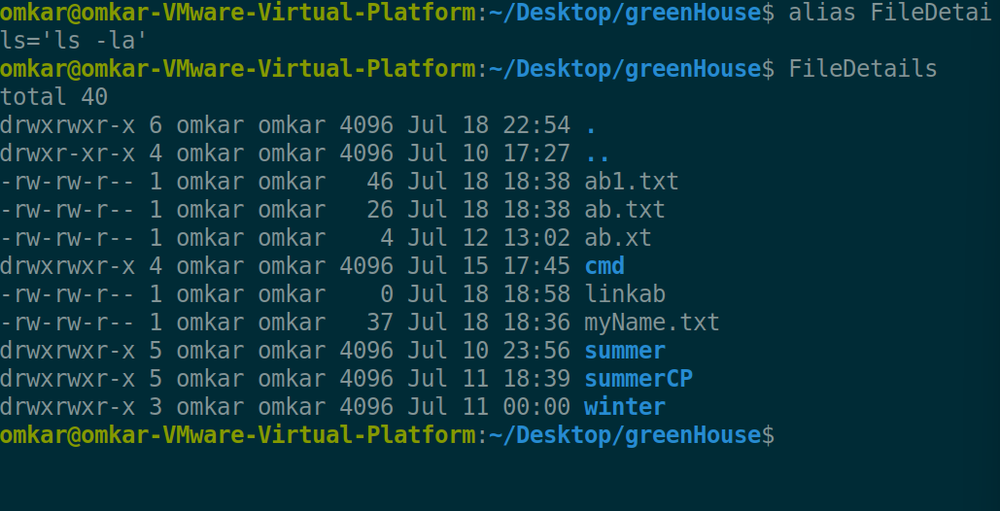 omkar@omkar-VMware-Virtual-Platform:~/Desktop/greenHouse$ alias FileDetai
ls='ls -la'
omkar@omkar-VMware-Virtual-Platform:~/Desktop/greenHouse$ FileDetails
total 40
drwxrwxr-x 6 omkar omkar 4096 Jul 18 22:54 .
drwxr-xr-x 4 omkar omkar 4096 Jul 10 17:27 ..
-rw-rw-r-- 1 omkar omkar   46 Jul 18 18:38 ab1.txt
-rw-rw-r-- 1 omkar omkar   26 Jul 18 18:38 ab.txt
-rw-rw-r-- 1 omkar omkar    4 Jul 12 13:02 ab.xt
drwxrwxr-x 4 omkar omkar 4096 Jul 15 17:45 cmd
-rw-rw-r-- 1 omkar omkar    0 Jul 18 18:58 linkab
-rw-rw-r-- 1 omkar omkar   37 Jul 18 18:36 myName.txt
drwxrwxr-x 5 omkar omkar 4096 Jul 10 23:56 summer
drwxrwxr-x 5 omkar omkar 4096 Jul 11 18:39 summerCP
drwxrwxr-x 3 omkar omkar 4096 Jul 11 00:00 winter
omkar@omkar-VMware-Virtual-Platform:~/Desktop/greenHouse$